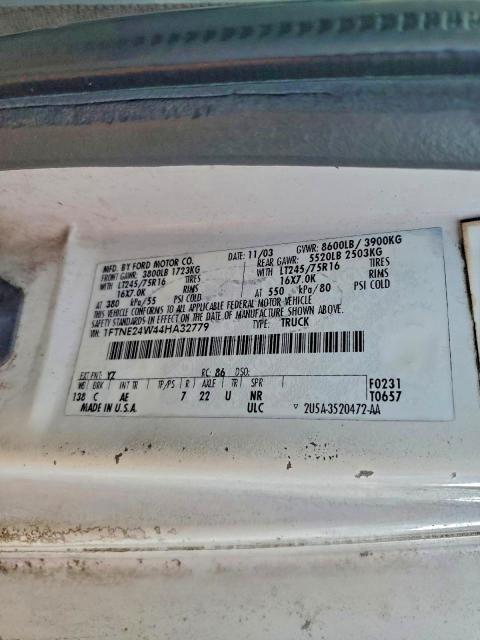 MFD. BY FORD MOTOR CO.
DATE: 11/03 GVWR: 8600LB/ 3900KG
FRONT GAWR: 3800LB 1723KG
REAR GAWR: 5520LB 2503KG
WITH LT245/75R16 TIRES
WITH LT245/75R16 TIRES
16X7.0K RIMS
16X7.0K RIMS
AT 380 kPa/55 PSI COLD
AT 550 kPa/80 PSI COLD
THIS VEHICLE CONFORMS TO ALL APPLICABLE FEDERAL MOTOR VEHICLE
SAFETY STANDARDS IN EFFECT ON THE DATE OF MANUFACTURE SHOWN ABOVE.
VIN: 1FTNE24W44HA32779
TYPE: TRUCK
EXT PNT: YZ RC: 86 DSO:
WB BRK INT TR TP/PS R AXLE TR SPR
138 C AE 7 22 U NR
F0231
T0657
MADE IN U.S.A. ULC ▽ 2U5A-3520472-AA